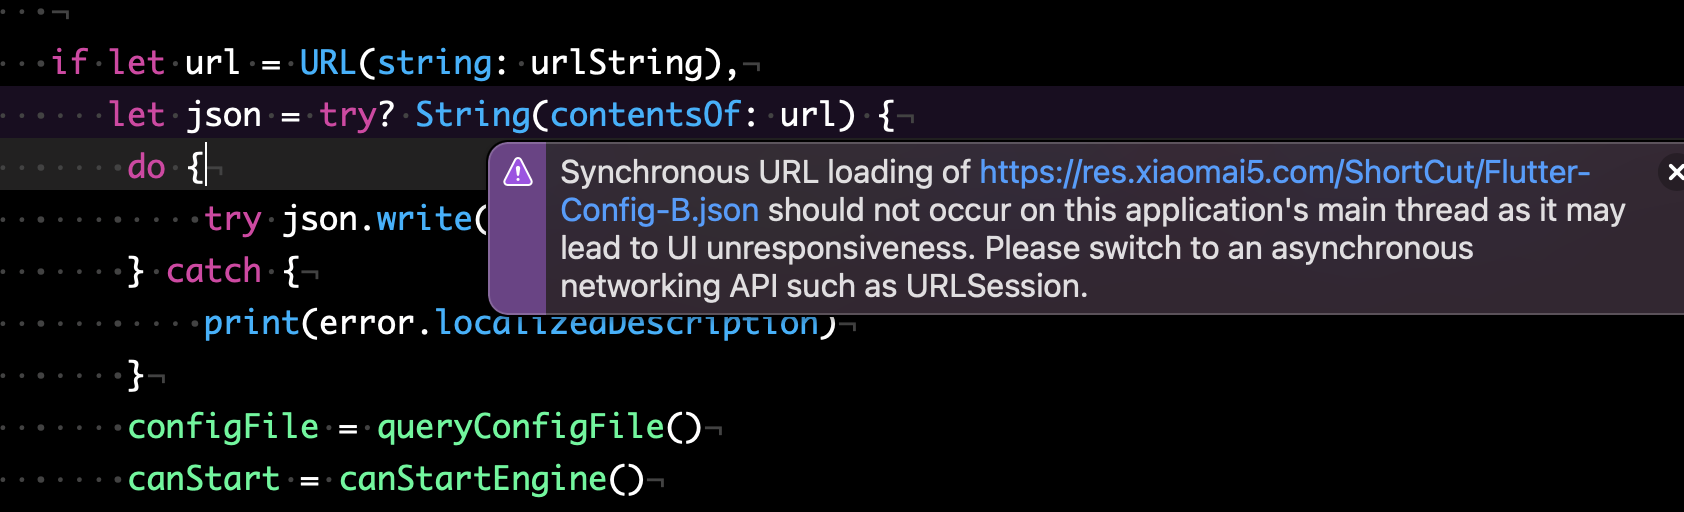 if let url = URL(string: urlString),
let json = try? String(contentsOf: url) {
do {
Synchronous URL loading of https://res.xiaomai5.com/ShortCut/Flutter-
Config-B.json should not occur on this application's main thread as it may
lead to UI unresponsiveness. Please switch to an asynchronous
networking API such as URLSession.
try json.write(
} catch {
print(error.localizedDescription)
}
configFile = queryConfigFile()
canStart = canStartEngine()